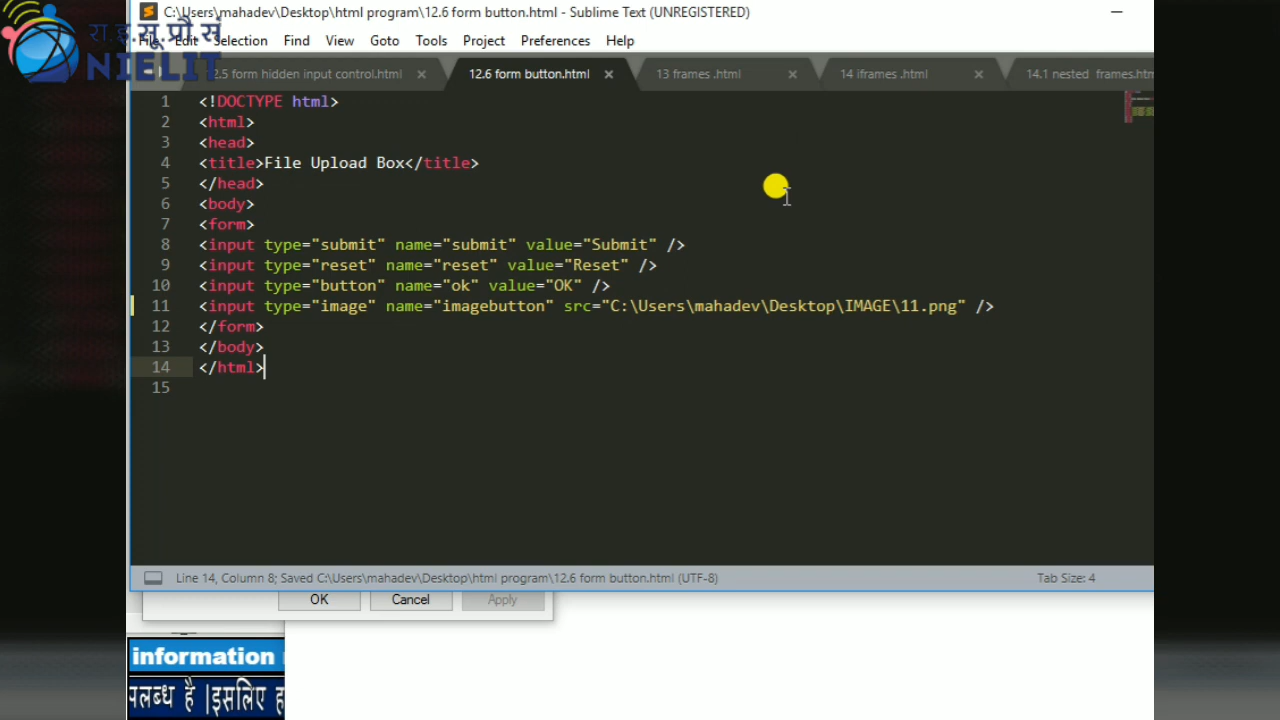 C:\Users\mahadev\Desktop\html program\12.6 form button.html - Sublime Text (UNREGISTERED)
रा.इ.सू.प्रौ.सं
NIELIT
File Edit Selection Find View Goto Tools Project Preferences Help
2.5 form hidden input control.html 12.6 form button.html 13 frames .html 14 iframes .html 14.1 nested frames.htm
1 <!DOCTYPE html>
2 <html>
3 <head>
4 <title>File Upload Box</title>
5 </head>
6 <body>
7 <form>
8 <input type="submit" name="submit" value="Submit" />
9 <input type="reset" name="reset" value="Reset" />
10 <input type="button" name="ok" value="OK" />
11 <input type="image" name="imagebutton" src="C:\Users\mahadev\Desktop\IMAGE\11.png" />
12 </form>
13 </body>
14 </html>
15
Line 14, Column 8; Saved C:\Users\mahadev\Desktop\html program\12.6 form button.html (UTF-8) Tab Size: 4
OK Cancel Apply
information
पलब्ध है |इसलिए ह